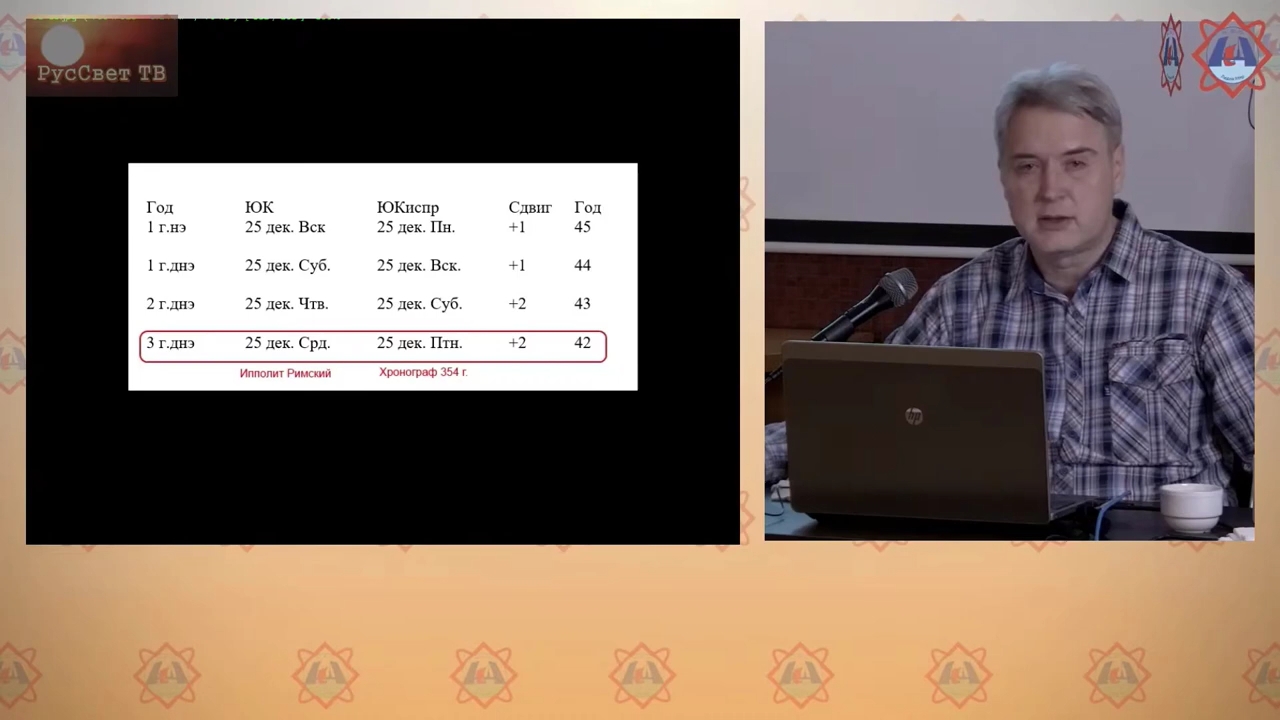 РусСвет ТВ
Год ЮК ЮКиспр Сдвиг Год
1 г.нэ 25 дек. Вск 25 дек. Пн. +1 45
1 г.днэ 25 дек. Суб. 25 дек. Вск. +1 44
2 г.днэ 25 дек. Чтв. 25 дек. Суб. +2 43
3 г.днэ 25 дек. Срд. 25 дек. Птн. +2 42
Ипполит Римский Хронограф 354 г.
hp